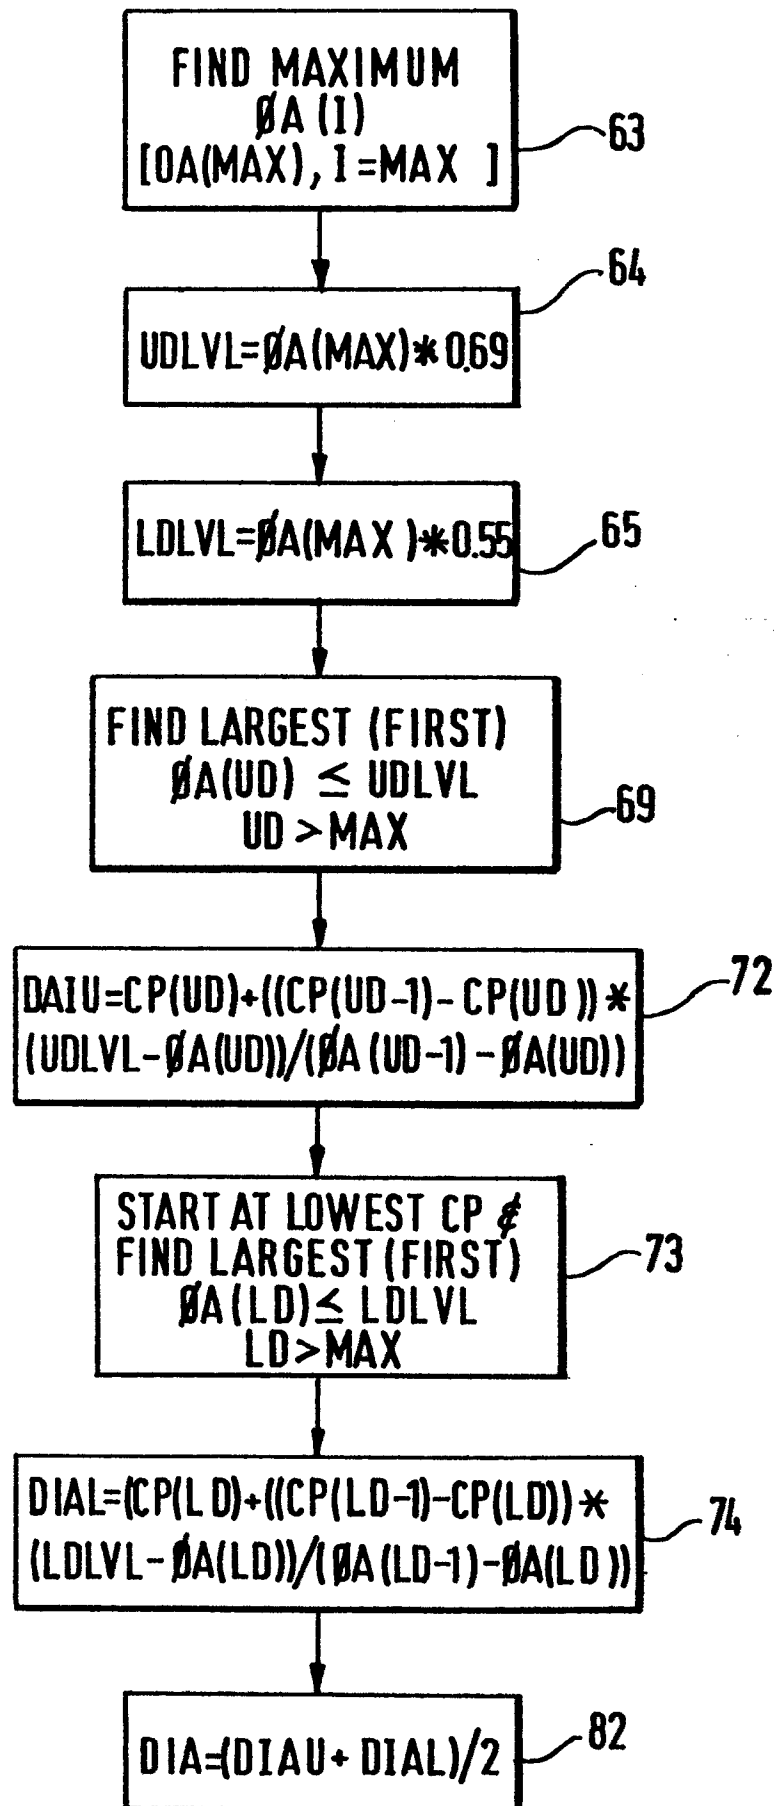 FIND MAXIMUM
ØA (I)
[OA(MAX), I=MAX ]
63
64
UDLVL=ØA(MAX)*0.69
LDLVL=ØA(MAX )*0.55
65
FIND LARGEST (FIRST)
ØA(UD) ≤ UDLVL
UD >MAX
69
72
DAIU=CP(UD)+((CP(UD-1)- CP(UD ))*
(UDLVL-ØA(UD))/(ØA (UD-1) - ØA(UD))
START AT LOWEST CP &
FIND LARGEST (FIRST)
ØA (LD) ≤ LDLVL
LD>MAX
73
DIAL=(CP(LD)+((CP(LD-1)-CP(LD))*
(LDLVL-ØA(LD))/(ØA (LD-1)-ØA(LD ))
74
DIA=(DIAU+ DIAL)/2
82